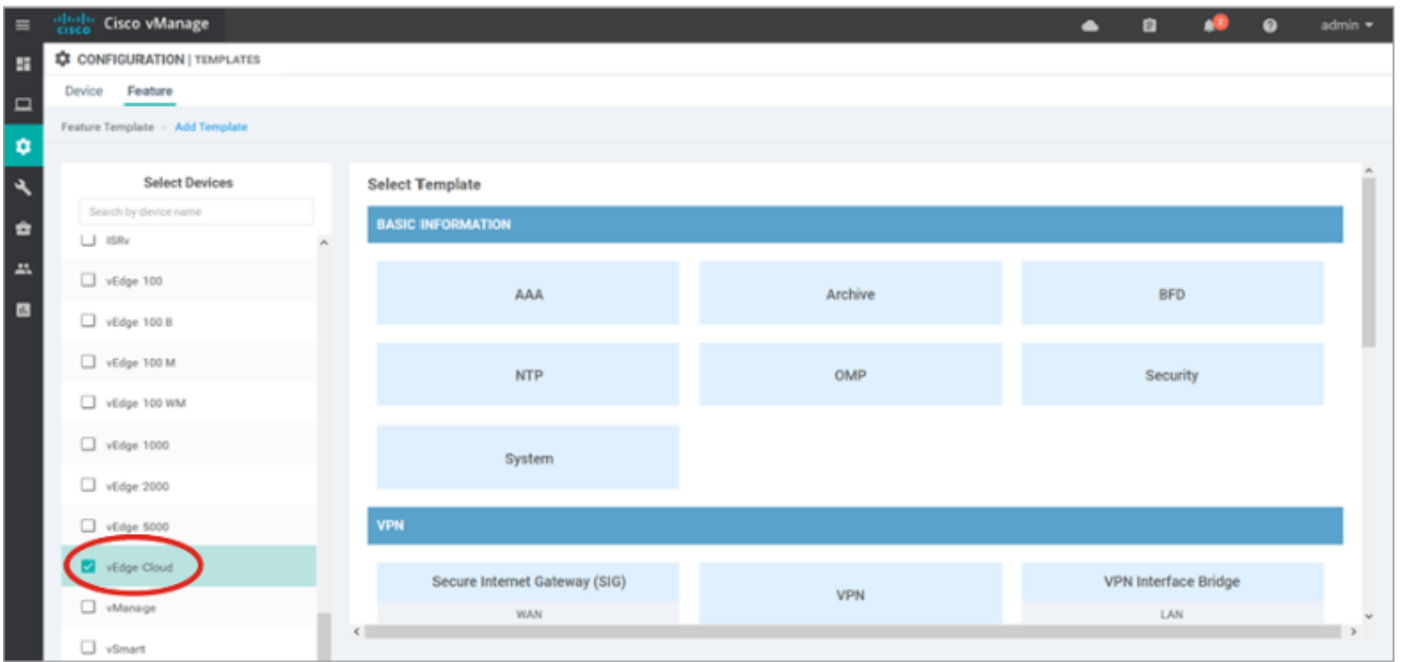 cisco Cisco vManage 2 admin
CONFIGURATION | TEMPLATES
Device Feature
Feature Template > Add Template
Select Devices
Search by device name
ISRv
vEdge 100
vEdge 100 B
vEdge 100 M
vEdge 100 WM
vEdge 1000
vEdge 2000
vEdge 5000
vEdge Cloud
vManage
vSmart
Select Template
BASIC INFORMATION
AAA Archive BFD
NTP OMP Security
System
VPN
Secure Internet Gateway (SIG) VPN VPN Interface Bridge
WAN LAN